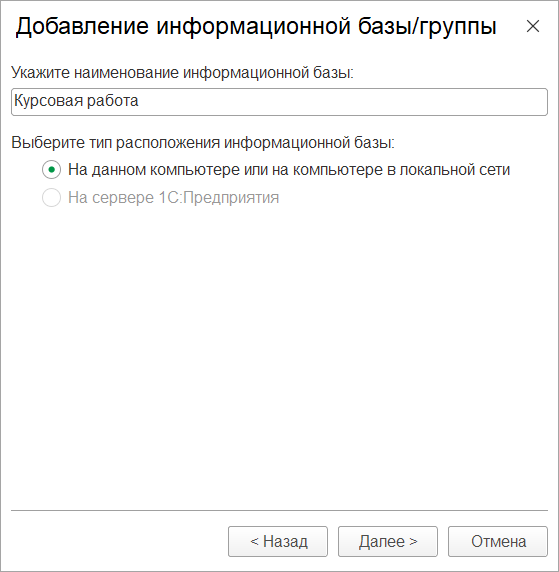 Добавление информационной базы/группы
Укажите наименование информационной базы:
Курсовая работа
Выберите тип расположения информационной базы:
На данном компьютере или на компьютере в локальной сети
На сервере 1С:Предприятия
< Назад
Далее >
Отмена